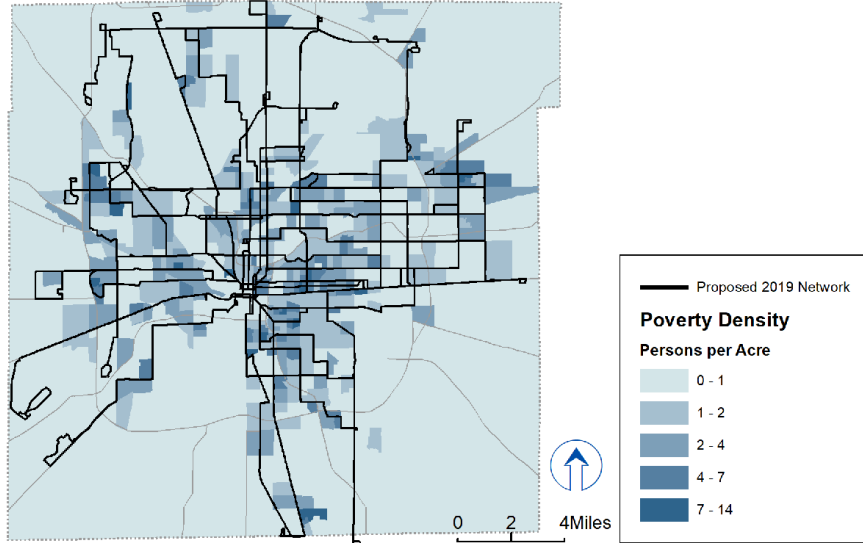 0 2 4Miles
Proposed 2019 Network
Poverty Density
Persons per Acre
0 - 1
1 - 2
2 - 4
4 - 7
7 - 14